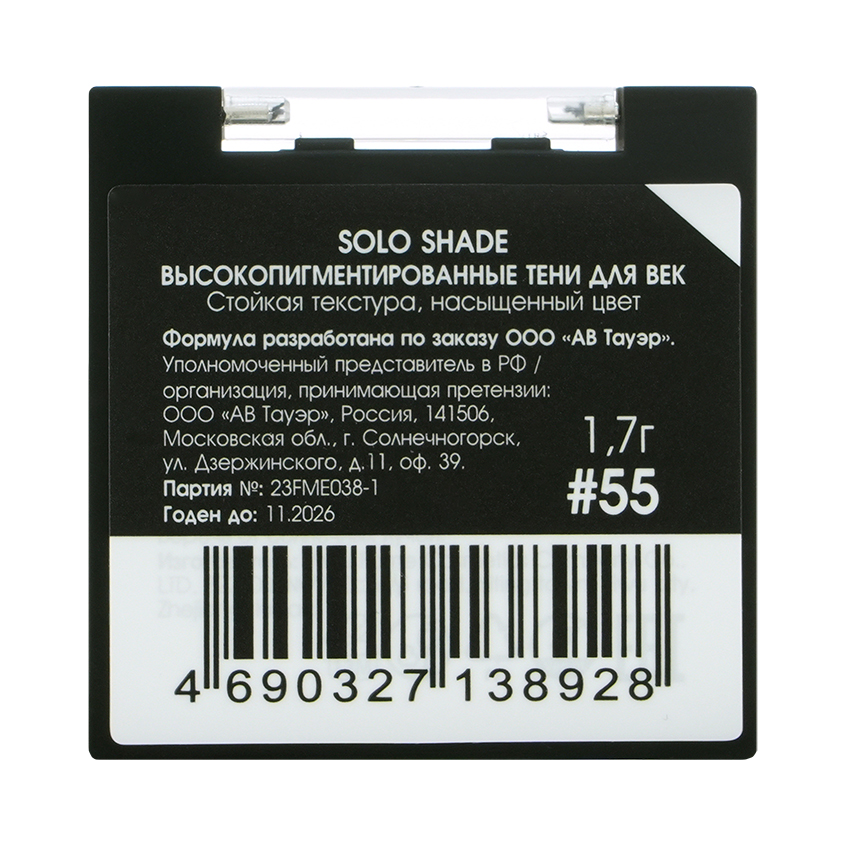 SOLO SHADE
ВЫСОКОПИГМЕНТИРОВАННЫЕ ТЕНИ ДЛЯ ВЕК
Стойкая текстура, насыщенный цвет
Формула разработана по заказу ООО «АВ Тауэр».
Уполномоченный представитель в РФ /
организация, принимающая претензии:
ООО «АВ Тауэр», Россия, 141506,
Московская обл., г. Солнечногорск,
ул. Дзержинского, д.11, оф. 39.
Партия №: 23FME038-1
Годен до: 11.2026
1,7г
#55
4 690327 138928